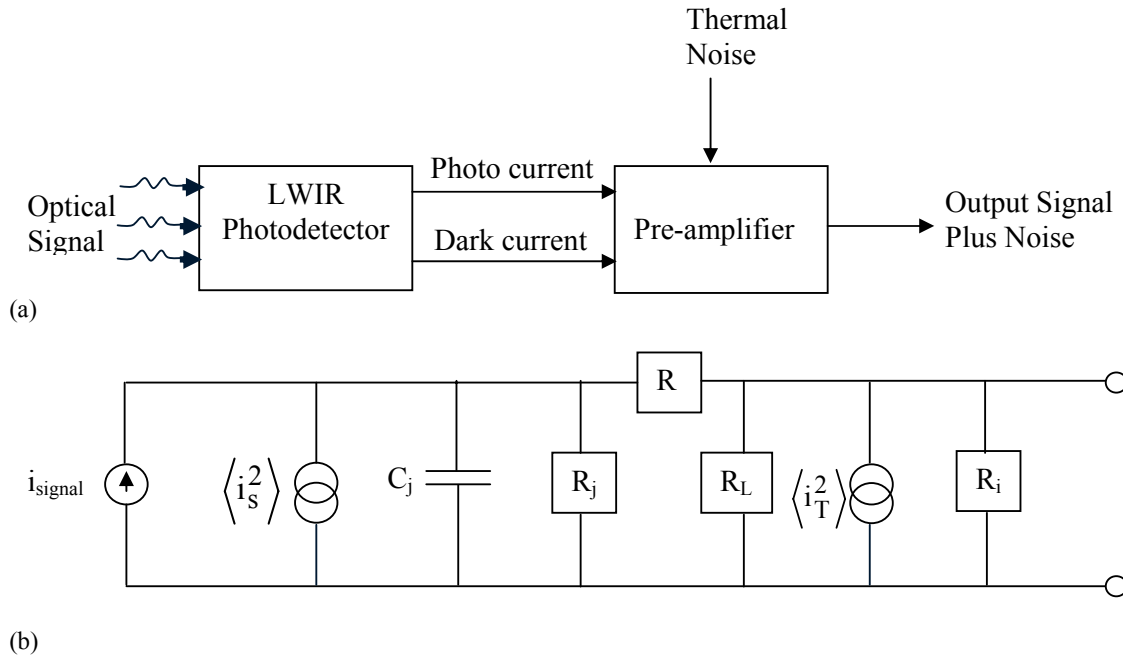 Thermal
Noise
Optical
Signal
LWIR
Photodetector
Photo current
Dark current
Pre-amplifier
Output Signal
Plus Noise
(a)
i_signal
⟨i_S^2⟩
C_j
R_j
R
R_L
⟨i_T^2⟩
R_i
(b)